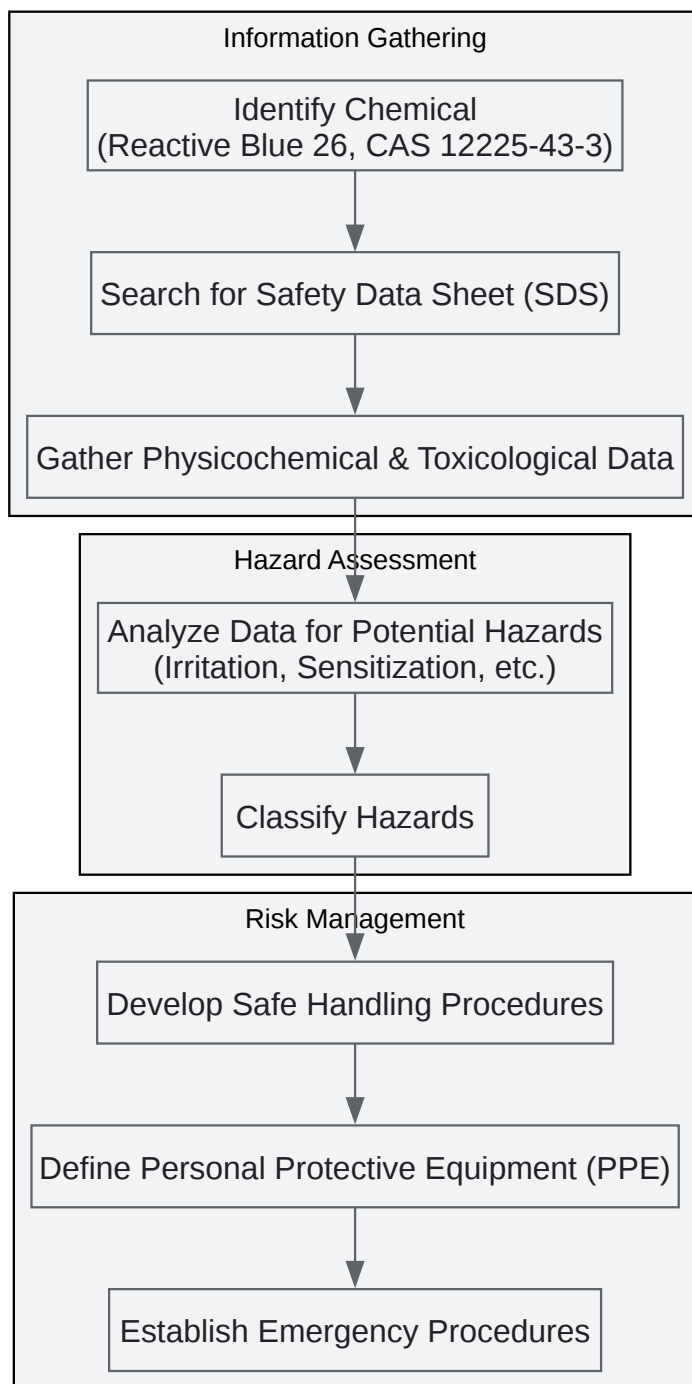 Information Gathering
Identify Chemical
(Reactive Blue 26, CAS 12225-43-3)
Search for Safety Data Sheet (SDS)
Gather Physicochemical & Toxicological Data
Hazard Assessment
Analyze Data for Potential Hazards
(Irritation, Sensitization, etc.)
Classify Hazards
Risk Management
Develop Safe Handling Procedures
Define Personal Protective Equipment (PPE)
Establish Emergency Procedures